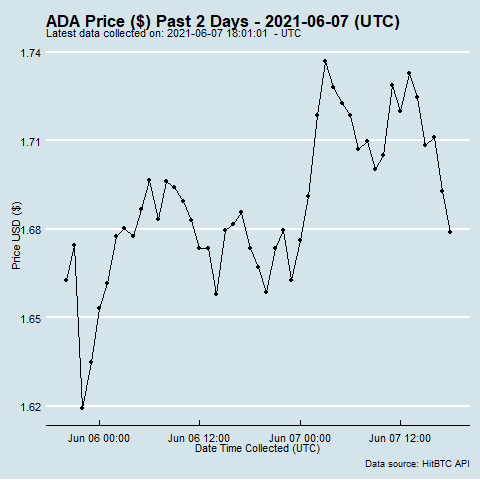 ADA Price ($) Past 2 Days - 2021-06-07 (UTC)
Latest data collected on: 2021-06-07 18:01:01  - UTC
1.74
1.71
1.68
1.65
1.62
Price USD ($)
Jun 06 00:00
Jun 06 12:00
Jun 07 00:00
Jun 07 12:00
Date Time Collected (UTC)
Data source: HitBTC API